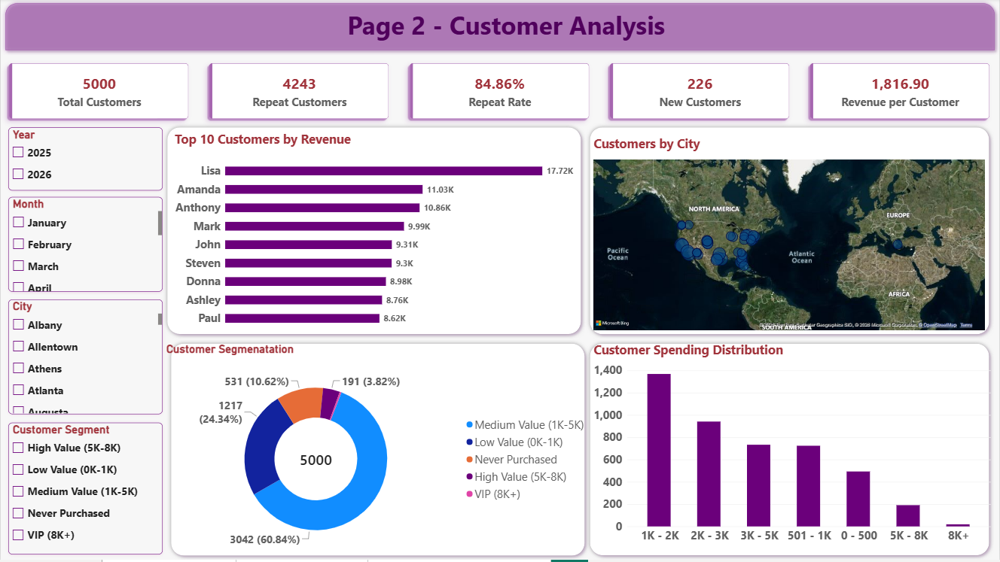 Page 2 - Customer Analysis
5000
Total Customers
4243
Repeat Customers
84.86%
Repeat Rate
226
New Customers
1,816.90
Revenue per Customer
Year
2025
2026
Month
January
February
March
April
City
Albany
Allentown
Athens
Atlanta
Augusta
Customer Segment
High Value (5K-8K)
Low Value (0K-1K)
Medium Value (1K-5K)
Never Purchased
VIP (8K+)
Top 10 Customers by Revenue
Lisa 17.72K
Amanda 11.03K
Anthony 10.86K
Mark 9.99K
John 9.31K
Steven 9.3K
Donna 8.98K
Ashley 8.76K
Paul 8.62K
Customers by City
NORTH AMERICA
EUROPE
Pacific
Ocean
Atlantic
Ocean
AFRICA
SOUTH AMERICA
Microsoft Bing
Microsoft Corporation, © OpenStreetMap Terms
Customer Segmenatation
531 (10.62%)
191 (3.82%)
1217
(24.34%)
5000
3042 (60.84%)
Medium Value (1K-5K)
Low Value (0K-1K)
Never Purchased
High Value (5K-8K)
VIP (8K+)
Customer Spending Distribution
1,400
1,200
1,000
800
600
400
200
0
1K - 2K 2K - 3K 3K - 5K 501 - 1K 0 - 500 5K - 8K 8K+